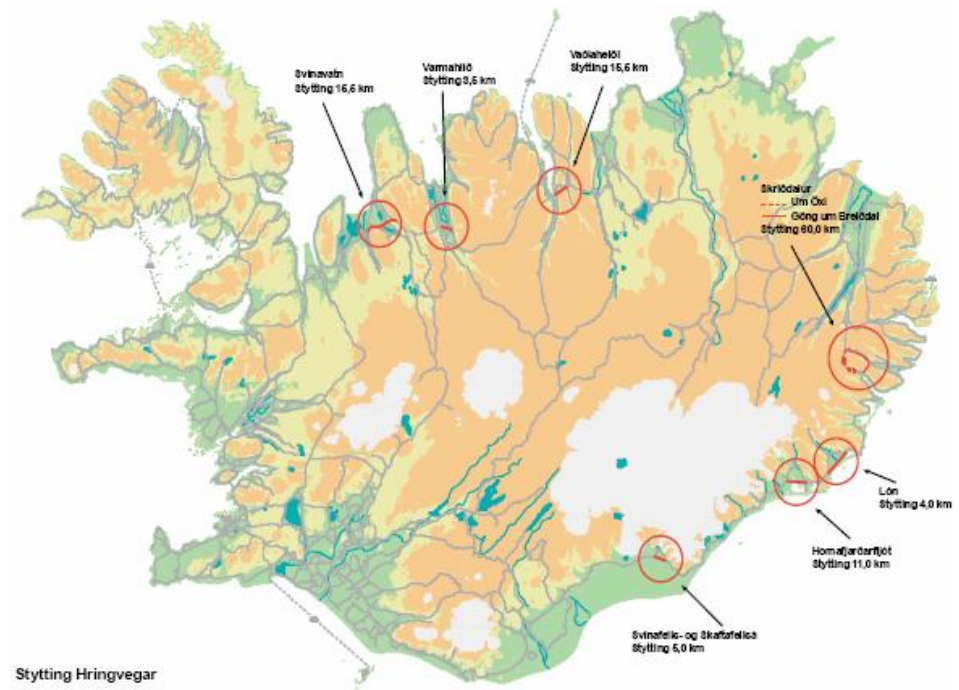 Svínavatn
Stytting 15,5 km
Varmahlíð
Stytting 3,5 km
Vaðlaheiði
Stytting 15,5 km
Skriðdalur
Um Öxi
Göng um Breiðdal
Stytting 60,0 km
Lón
Stytting 4,0 km
Hornafjarðarfljót
Stytting 11,0 km
Svínafells- og Skaftafellsá
Stytting 5,0 km
Stytting Hringvegar